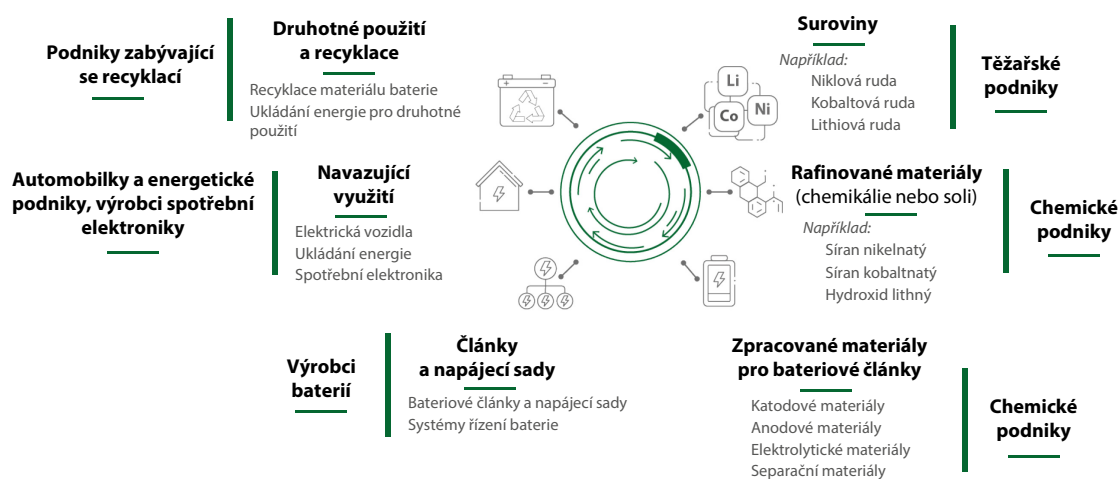 Podniky zabývající
se recyklací
Druhotné použití
a recyklace
Recyklace materiálu baterie
Ukládání energie pro druhotné
použití
Suroviny
Například:
Niklová ruda
Kobaltová ruda
Lithiová ruda
Těžařské
podniky
Li
Co
Ni
Automobilky a energetické
podniky, výrobci spotřební
elektroniky
Navazující
využití
Elektrická vozidla
Ukládání energie
Spotřební elektronika
Rafinované materiály
(chemikálie nebo soli)
Například:
Síran nikelnatý
Síran kobaltnatý
Hydroxid lithný
Chemické
podniky
Výrobci
baterií
Články
a napájecí sady
Bateriové články a napájecí sady
Systémy řízení baterie
Zpracované materiály
pro bateriové články
Katodové materiály
Anodové materiály
Elektrolytické materiály
Separační materiály
Chemické
podniky